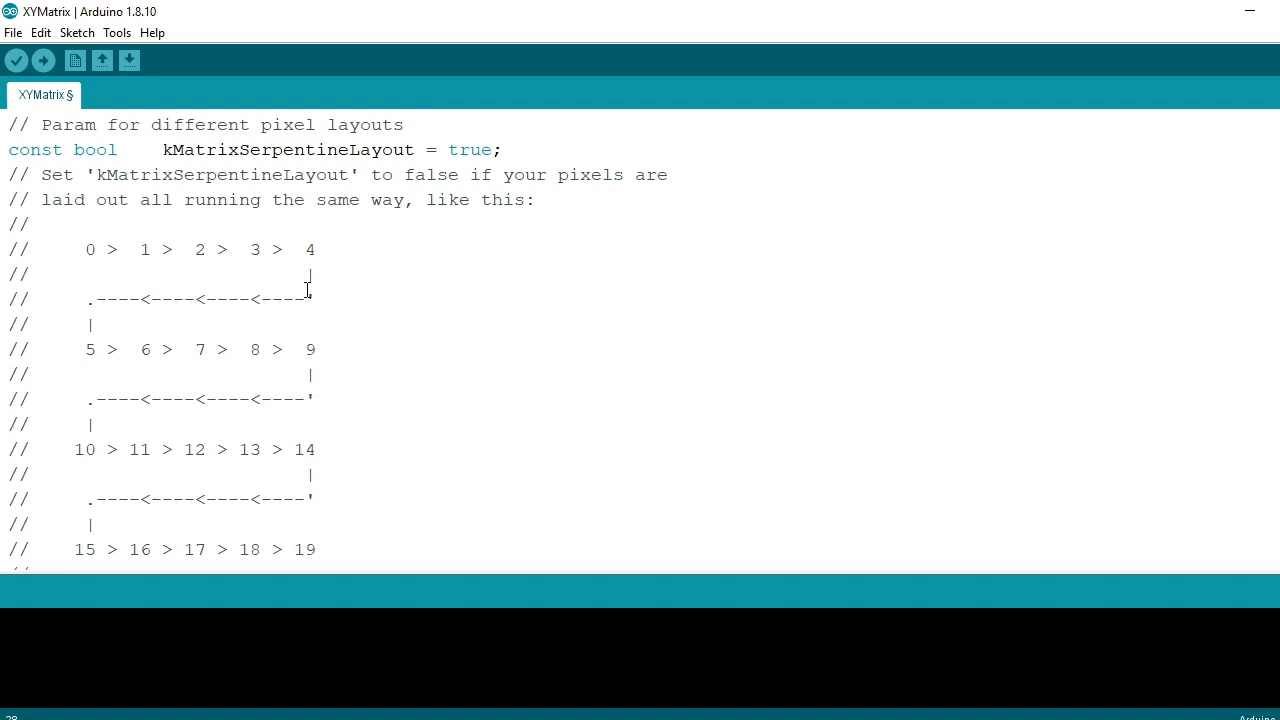 XYMatrix | Arduino 1.8.10
File Edit Sketch Tools Help
XYMatrix §
// Param for different pixel layouts
const bool    kMatrixSerpentineLayout = true;
// Set 'kMatrixSerpentineLayout' to false if your pixels are
// laid out all running the same way, like this:
//
//     0 >  1 >  2 >  3 >  4
//                         |
//     .----<----<----<----'
//     |
//     5 >  6 >  7 >  8 >  9
//                         |
//     .----<----<----<----'
//     |
//    10 > 11 > 12 > 13 > 14
//                         |
//     .----<----<----<----'
//     |
//    15 > 16 > 17 > 18 > 19